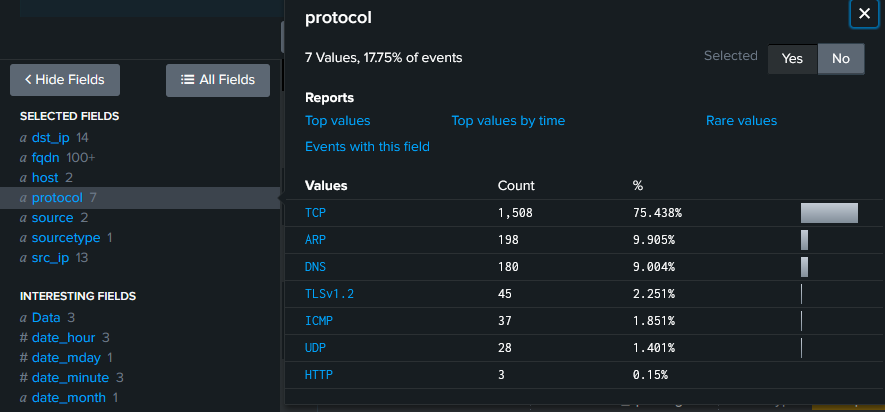 < Hide Fields
All Fields
SELECTED FIELDS
a dst_ip 14
a fqdn 100+
a host 2
a protocol 7
a source 2
a sourcetype 1
a src_ip 13
INTERESTING FIELDS
a Data 3
# date_hour 3
# date_mday 1
# date_minute 3
a date_month 1
protocol
7 Values, 17.75% of events
Selected Yes No
Reports
Top values Top values by time Rare values
Events with this field
Values Count %
TCP 1,508 75.438%
ARP 198 9.905%
DNS 180 9.004%
TLSv1.2 45 2.251%
ICMP 37 1.851%
UDP 28 1.401%
HTTP 3 0.15%